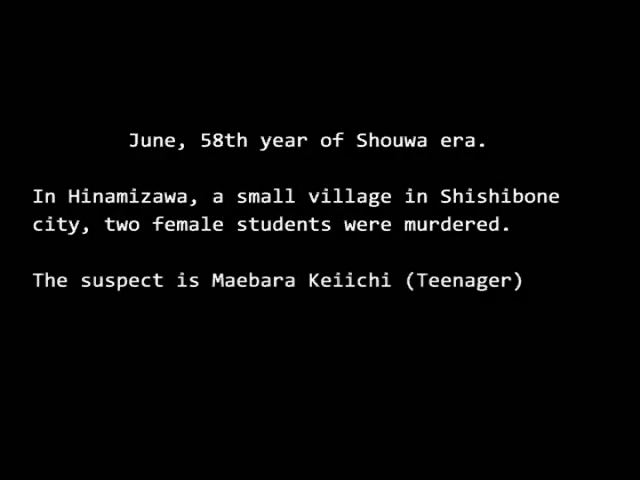 June, 58th year of Shouwa era.
In Hinamizawa, a small village in Shishibone
city, two female students were murdered.
The suspect is Maebara Keiichi (Teenager)